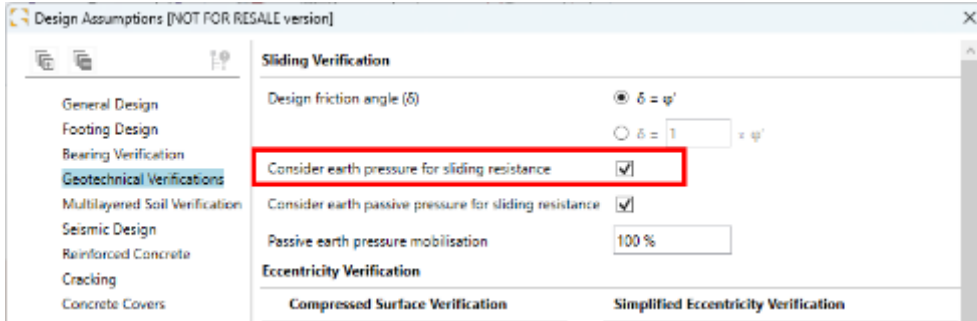 Design Assumptions [NOT FOR RESALE version]
Sliding Verification
General Design
Footing Design
Bearing Verification
Geotechnical Verifications
Multilayered Soil Verification
Seismic Design
Reinforced Concrete
Cracking
Concrete Covers
Design friction angle (δ)
δ = φ'
δ = 1 x φ'
Consider earth pressure for sliding resistance
Consider earth passive pressure for sliding resistance
Passive earth pressure mobilisation 100 %
Eccentricity Verification
Compressed Surface Verification
Simplified Eccentricity Verification